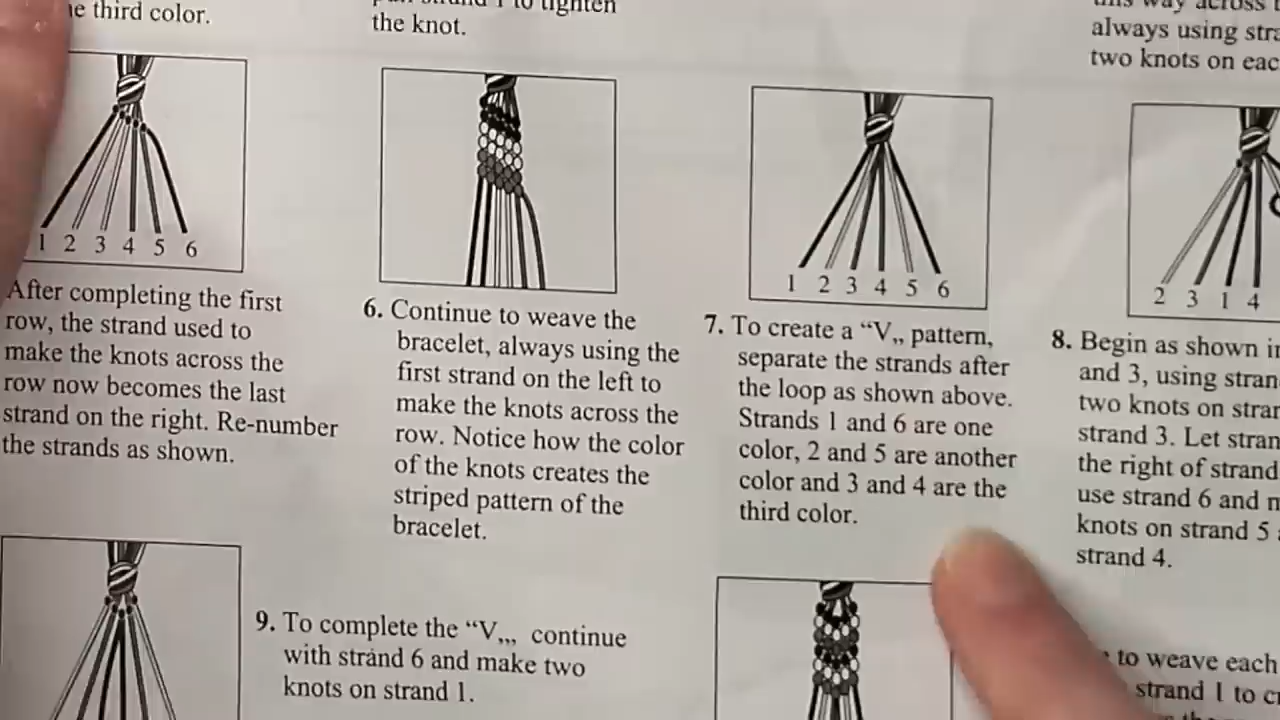 third color.
to tighten
the knot.
way across
always using
two knots on
1 2 3 4 5 6
After completing the first
row, the strand used to
make the knots across the
row now becomes the last
strand on the right. Re-number
the strands as shown.
6. Continue to weave the
bracelet, always using the
first strand on the left to
make the knots across the
row. Notice how the color
of the knots creates the
striped pattern of the
bracelet.
1 2 3 4 5 6
7. To create a “V„ pattern,
separate the strands after
the loop as shown above.
Strands 1 and 6 are one
color, 2 and 5 are another
color and 3 and 4 are the
third color.
2 3 1 4
8. Begin as shown
and 3, using
two knots on
strand 3. Let
the right of
use strand 6 and
knots on strand 5
strand 4.
9. To complete the “V„, continue
with strand 6 and make two
knots on strand 1.
to weave each
strand 1 to